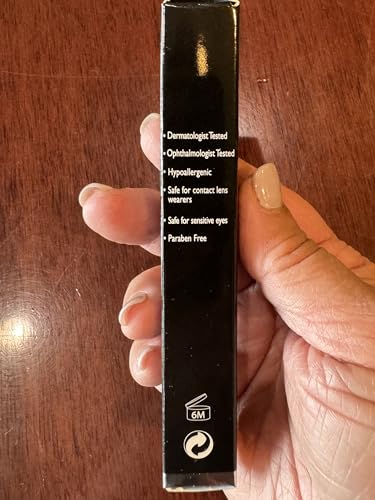 • Dermatologist Tested
• Ophthalmologist Tested
• Hypoallergenic
• Safe for contact lens
wearers
• Safe for sensitive eyes
• Paraben Free
6M